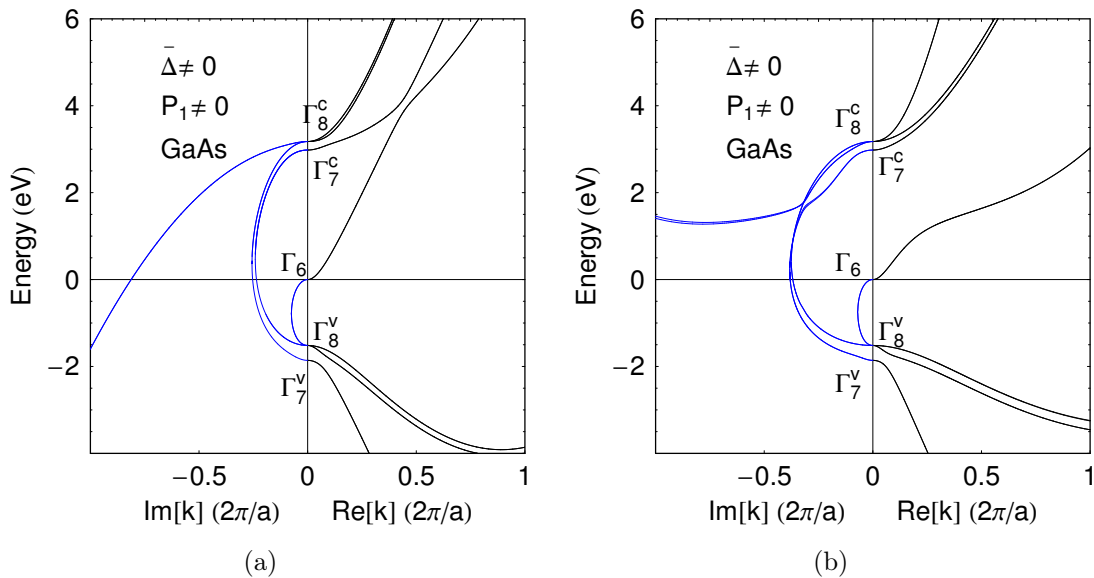 6
4
2
0
−2
Energy (eV)
Δ̄ ≠ 0
P₁ ≠ 0
GaAs
Γ₈ᶜ
Γ₇ᶜ
Γ₆
Γ₈ᵛ
Γ₇ᵛ
−0.5 0 0.5 1
Im[k] (2π/a) Re[k] (2π/a)
(a)
6
4
2
0
−2
Energy (eV)
Δ̄ ≠ 0
P₁ ≠ 0
GaAs
Γ₈ᶜ
Γ₇ᶜ
Γ₆
Γ₈ᵛ
Γ₇ᵛ
−0.5 0 0.5 1
Im[k] (2π/a) Re[k] (2π/a)
(b)